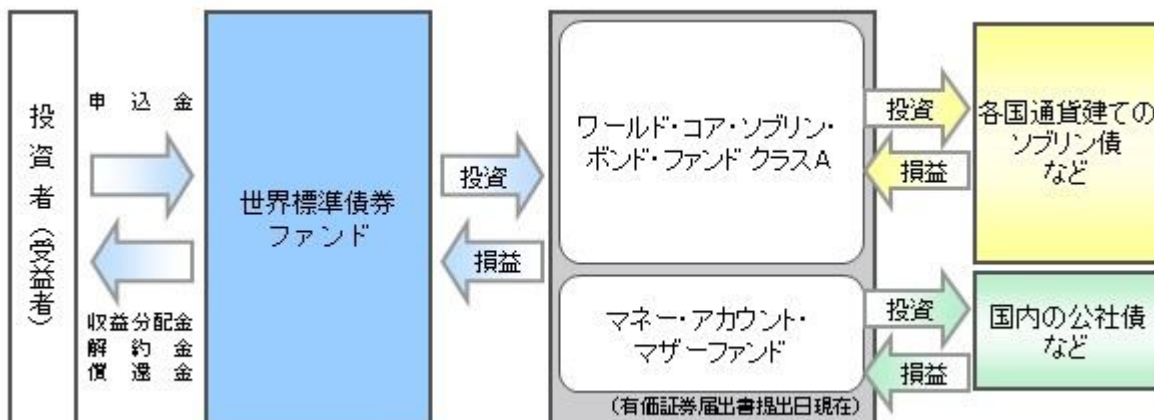 投資者（受益者）
申込金
収益分配金
解約金
償還金
世界標準債券
ファンド
投資
損益
ワールド・コア・ソブリン・
ボンド・ファンド クラスA
マネー・アカウント・
マザーファンド
（有価証券届出書提出日現在）
投資
損益
各国通貨建ての
ソブリン債
など
投資
損益
国内の公社債
など